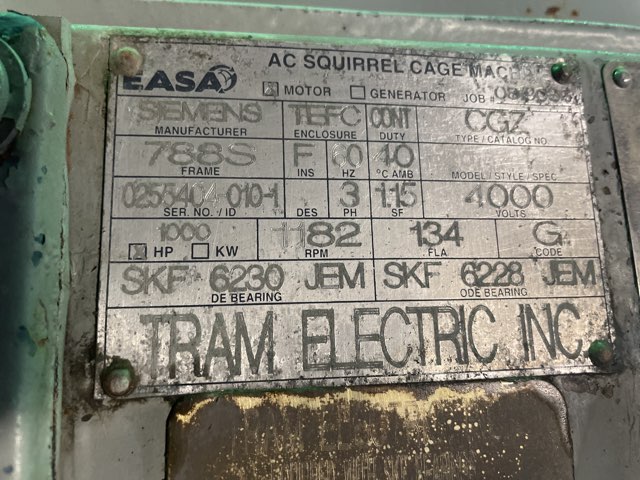 EASA AC SQUIRREL CAGE
MOTOR GENERATOR JOB #
SIEMENS TEFC CONT CGZ
MANUFACTURER ENCLOSURE DUTY TYPE / CATALOG NO.
788S F 60 40
FRAME INS HZ °C AMB MODEL / STYLE / SPEC
0255404-010-1 3 1.15 4000
SER. NO. / ID DES PH SF VOLTS
1000 1182 134 G
HP KW RPM FLA CODE
SKF 6230 JEM SKF 6228 JEM
DE BEARING ODE BEARING
TRAM ELECTRIC INC.